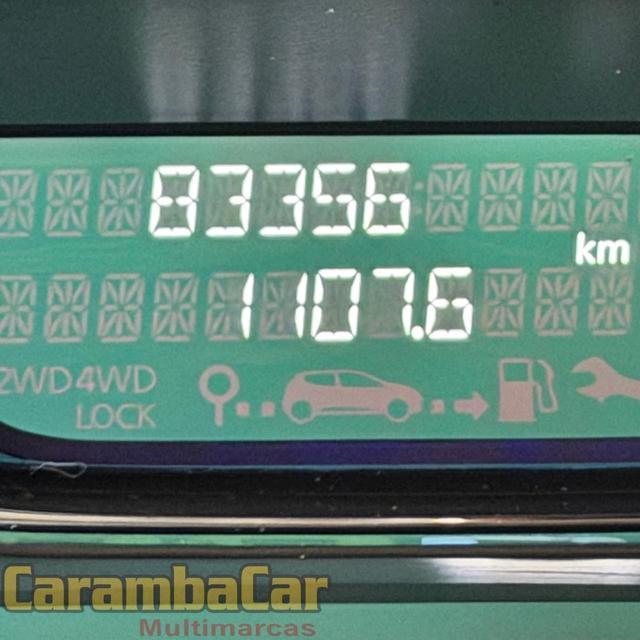 83356
km
1107.6
2WD 4WD
LOCK
CarambaCar
Multimarcas